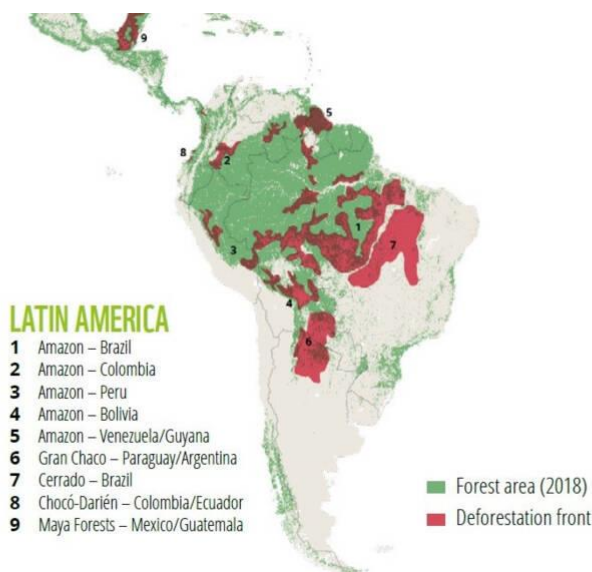 9
5
8
2
1
7
3
4
6
LATIN AMERICA
1 Amazon – Brazil
2 Amazon – Colombia
3 Amazon – Peru
4 Amazon – Bolivia
5 Amazon – Venezuela/Guyana
6 Gran Chaco – Paraguay/Argentina
7 Cerrado – Brazil
8 Chocó-Darién – Colombia/Ecuador
9 Maya Forests – Mexico/Guatemala
Forest area (2018)
Deforestation front